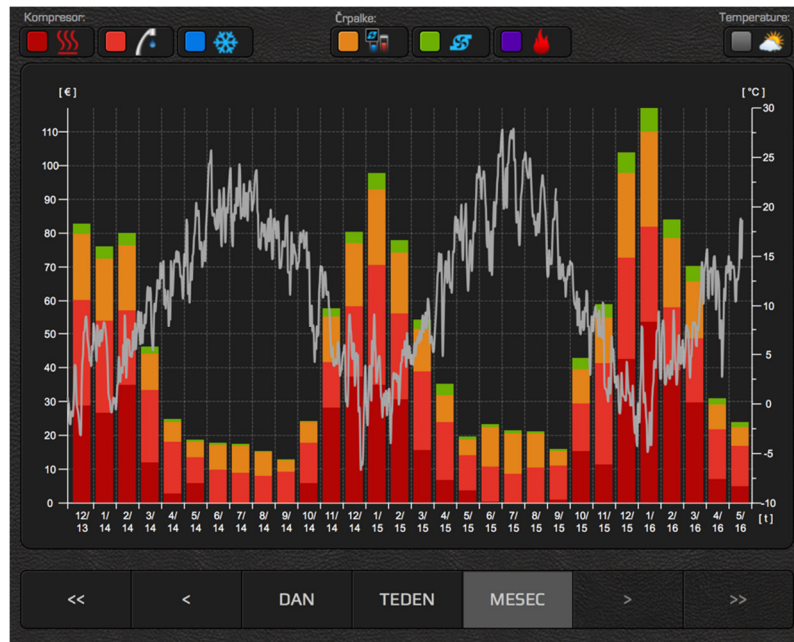 Kompresor:
Črpalke:
Temperature:
[€]
[°C]
110
100
90
80
70
60
50
40
30
20
10
0
30
25
20
15
10
5
0
-5
-10
12/ 1/ 2/ 3/ 4/ 5/ 6/ 7/ 8/ 9/ 10/ 11/ 12/ 1/ 2/ 3/ 4/ 5/ 6/ 7/ 8/ 9/ 10/ 11/ 12/ 1/ 2/ 3/ 4/ 5/
13 14 14 14 14 14 14 14 14 14 14 14 14 15 15 15 15 15 15 15 15 15 15 15 15 16 16 16 16 16
[t]
<< < DAN TEDEN MESEC > >>